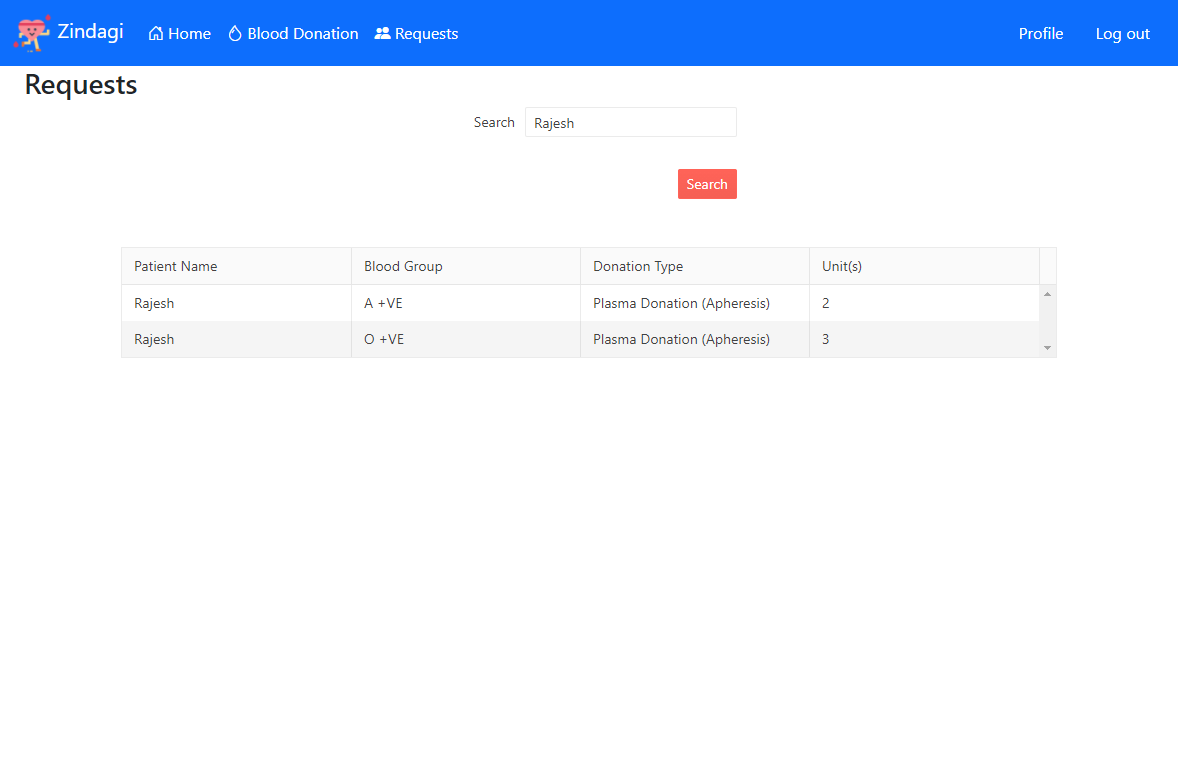 Zindagi Home Blood Donation Requests Profile Log out
Requests
Search Rajesh
Search
Patient Name Blood Group Donation Type Unit(s)
Rajesh A +VE Plasma Donation (Apheresis) 2
Rajesh O +VE Plasma Donation (Apheresis) 3